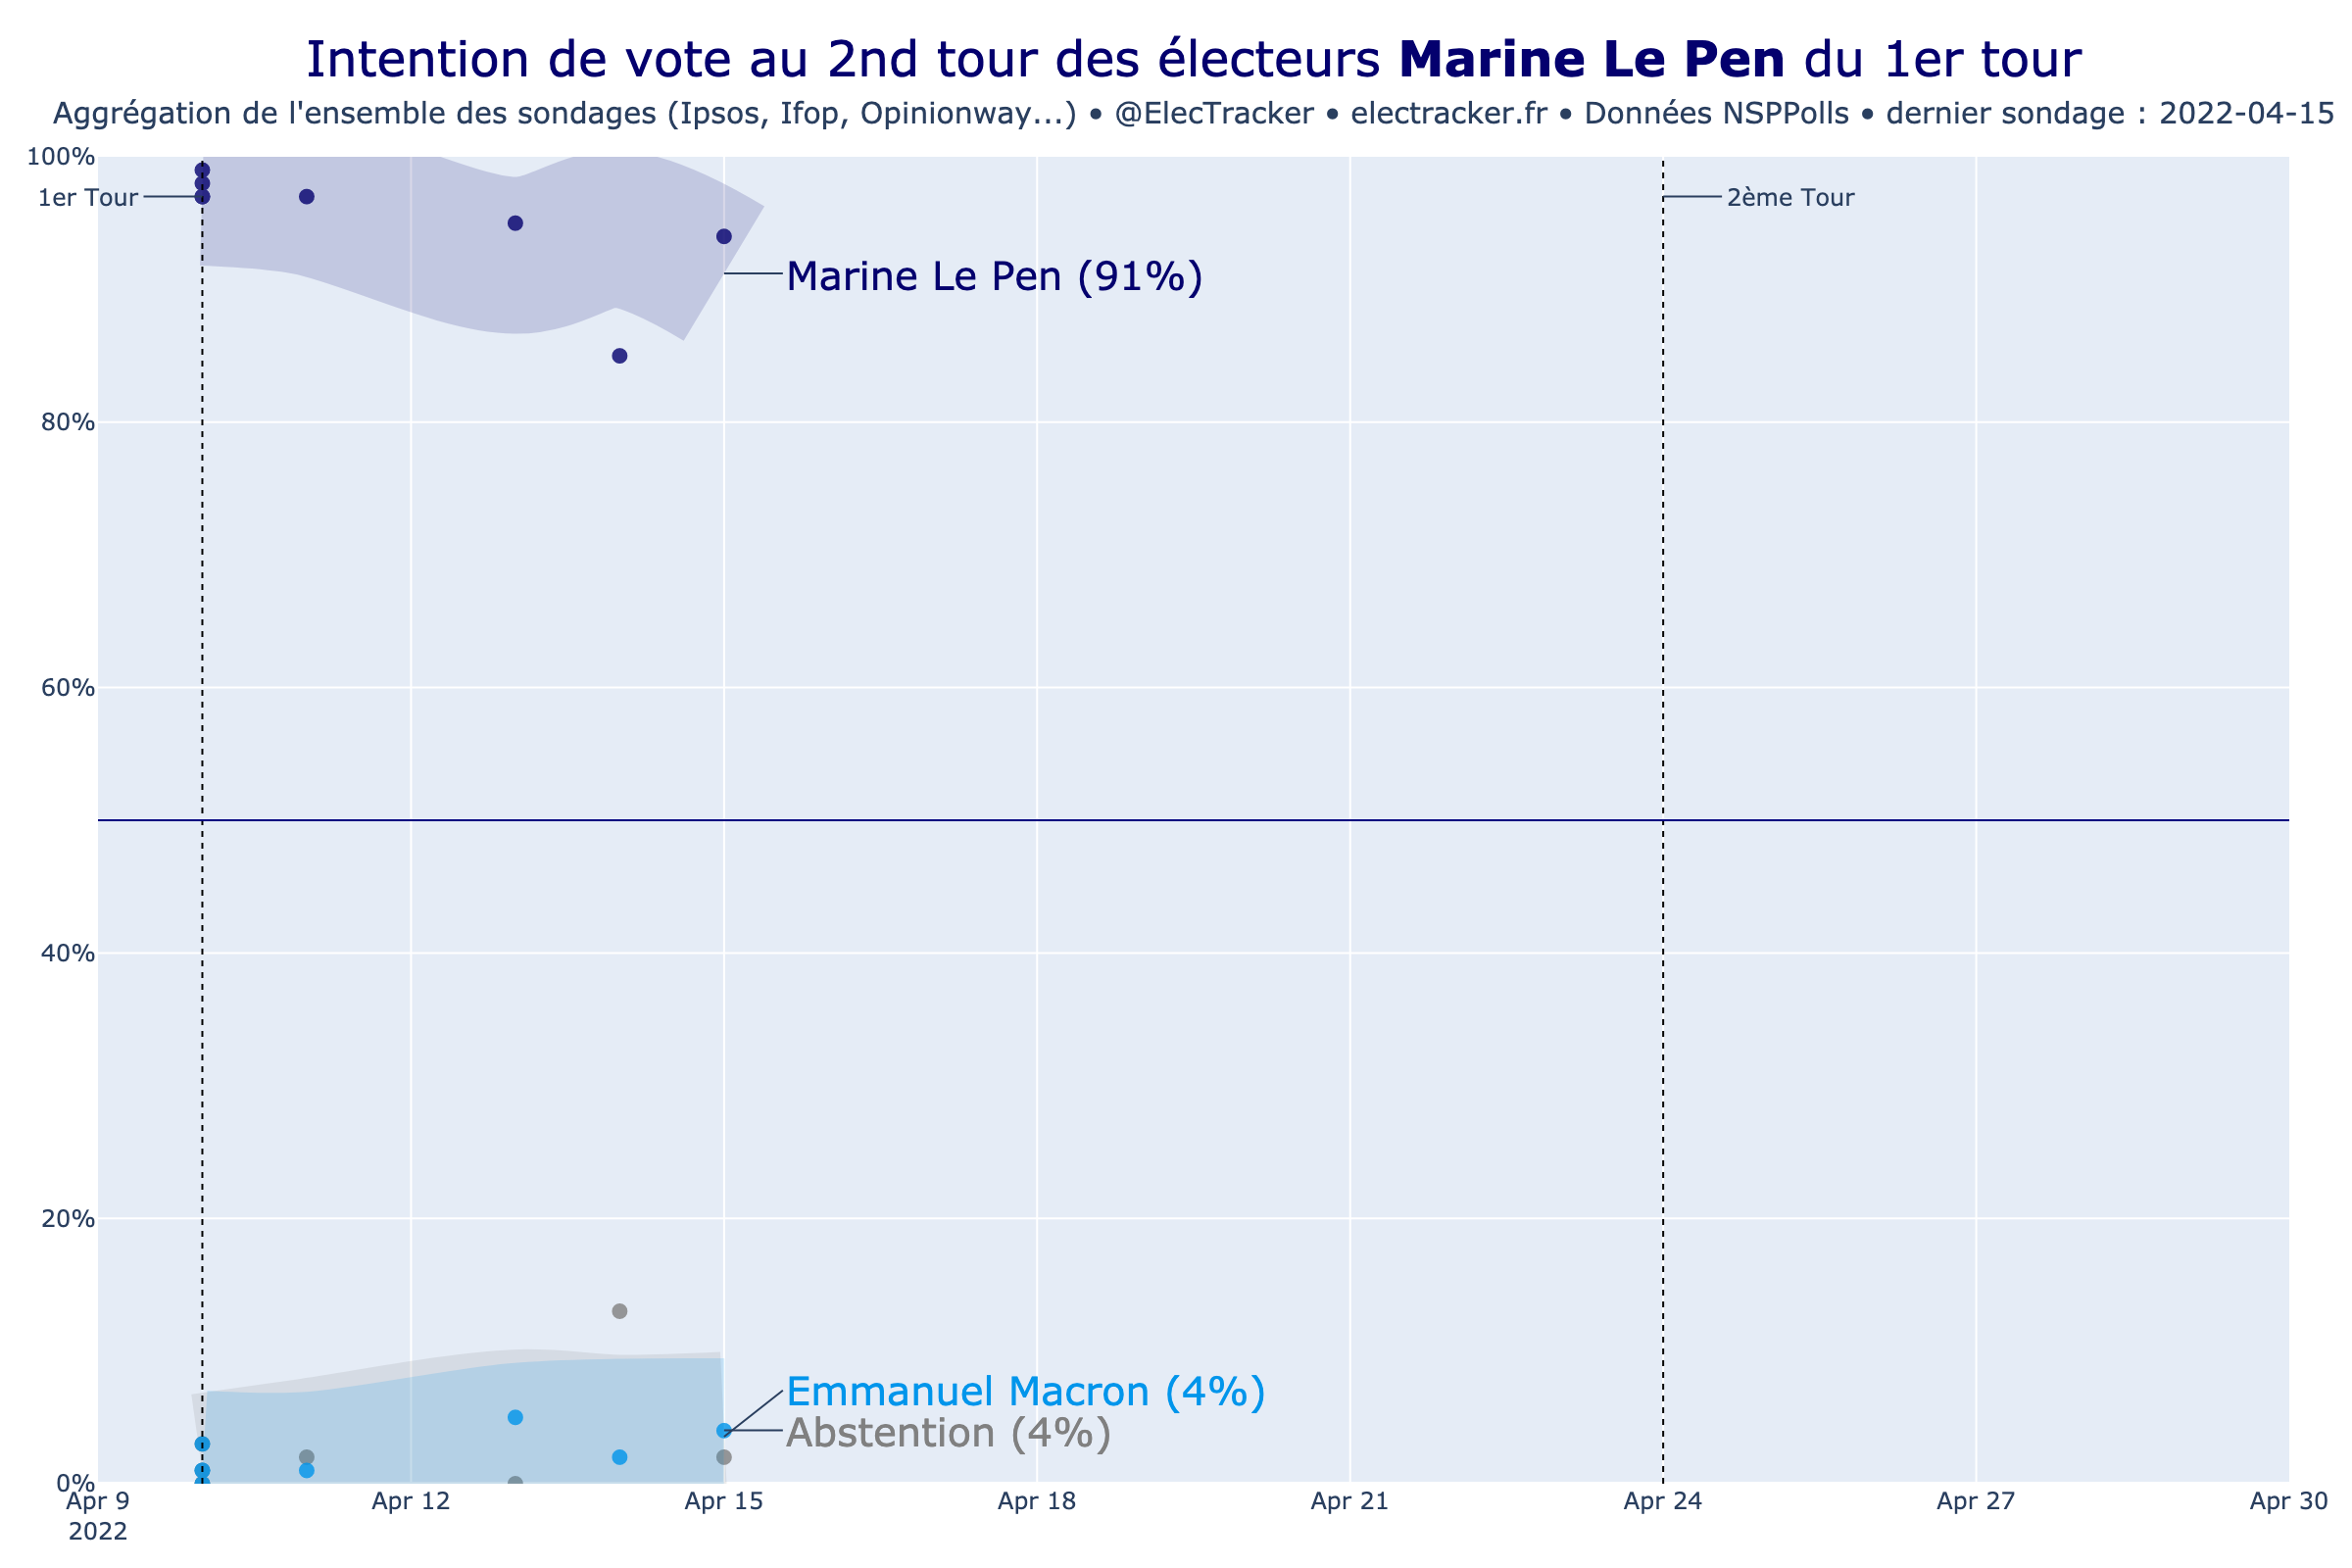 Intention de vote au 2nd tour des électeurs Marine Le Pen du 1er tour
Aggrégation de l'ensemble des sondages (Ipsos, Ifop, Opinionway...) • @ElecTracker • electracker.fr • Données NSPPolls • dernier sondage : 2022-04-15
100%
1er Tour
2ème Tour
Marine Le Pen (91%)
80%
60%
40%
20%
Emmanuel Macron (4%)
Abstention (4%)
0%
Apr 9 Apr 12 Apr 15 Apr 18 Apr 21 Apr 24 Apr 27 Apr 30
2022